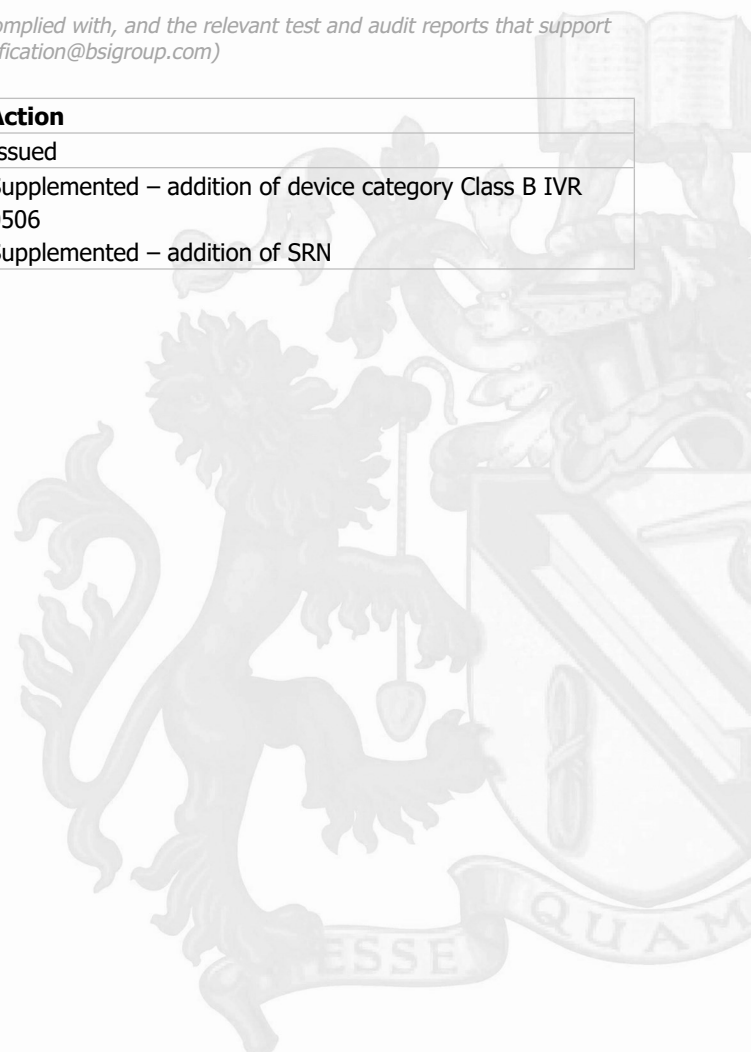 omplied with, and the relevant test and audit reports that support
fication@bsigroup.com)
Action
ssued
Supplemented – addition of device category Class B IVR
0506
Supplemented – addition of SRN
ESSE
QUAM